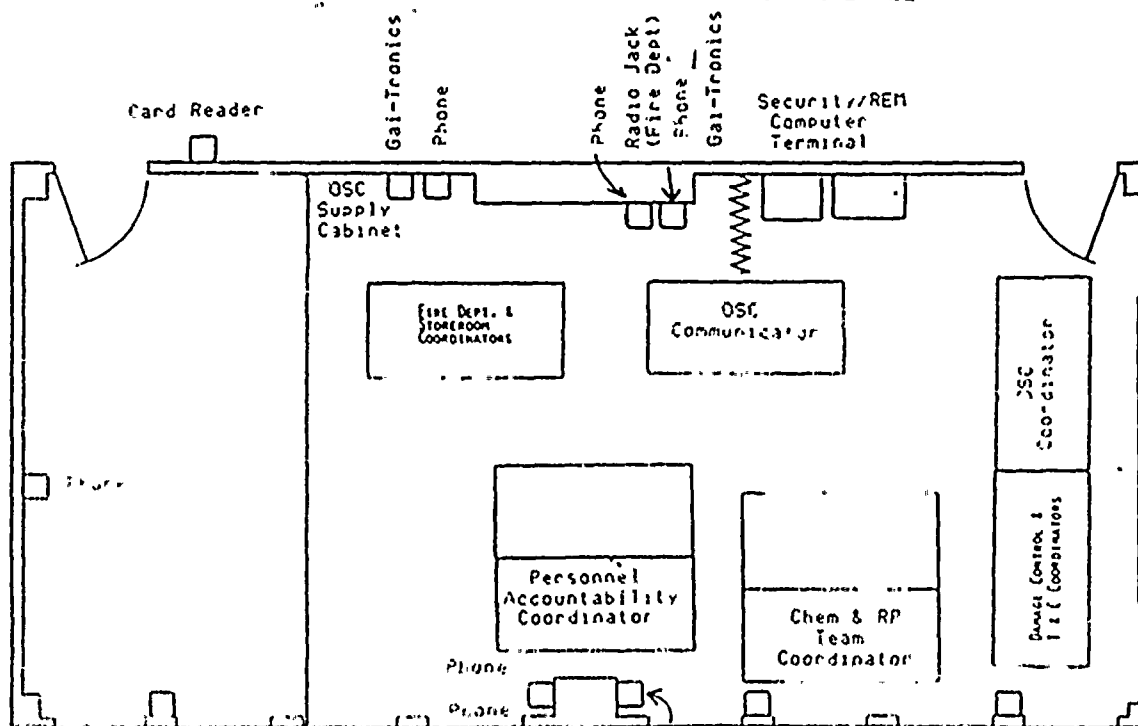 Card Reader
Gai-Tronics
Phone
Phone
Radio Jack
(Fire Dept)
Phone
Gai-Tronics
Security/REM
Computer
Terminal
OSC
Supply
Cabinet
FIRE DEPT. &
STOREROOM
COORDINATORS
OSC
Communicator
OSC
Coordinator
DAMAGE CONTROL &
I & C COORDINATORS
Personnel
Accountability
Coordinator
Chem & RP
Team
Coordinator
Phone
Phone